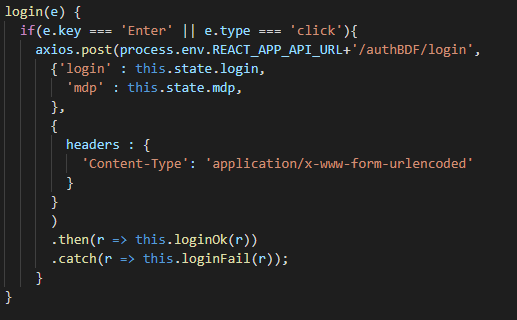 login(e) {
if(e.key === 'Enter' || e.type === 'click'){
axios.post(process.env.REACT_APP_API_URL+'/authBDF/login',
{'login' : this.state.login,
'mdp' : this.state.mdp,
},
{
headers : {
'Content-Type': 'application/x-www-form-urlencoded'
}
}
)
.then(r => this.loginOk(r))
.catch(r => this.loginFail(r));
}
}